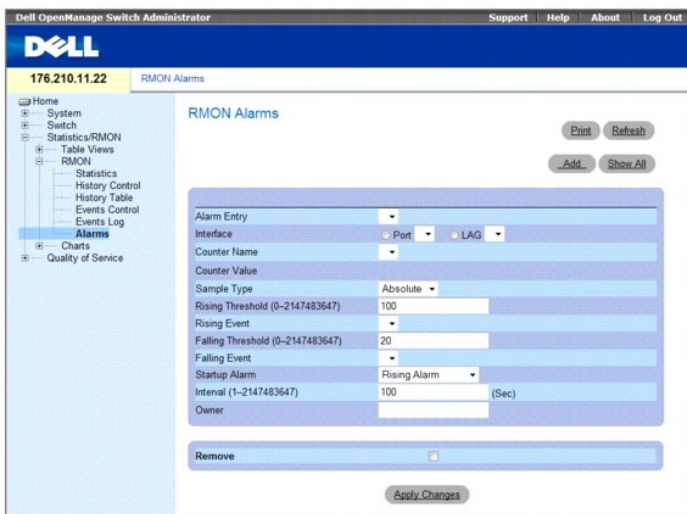 Dell OpenManage Switch Administrator Support Help About Log Out
DELL
176.210.11.22 RMON Alarms
Home
System
Switch
Statistics/RMON
Table Views
RMON
Statistics
History Control
History Table
Events Control
Events Log
Alarms
Charts
Quality of Service
RMON Alarms
Print Refresh
Add Show All
Alarm Entry
Interface Port LAG
Counter Name
Counter Value
Sample Type Absolute
Rising Threshold (0–2147483647) 100
Rising Event
Falling Threshold (0–2147483647) 20
Falling Event
Startup Alarm Rising Alarm
Interval (1–2147483647) 100 (Sec)
Owner
Remove
Apply Changes